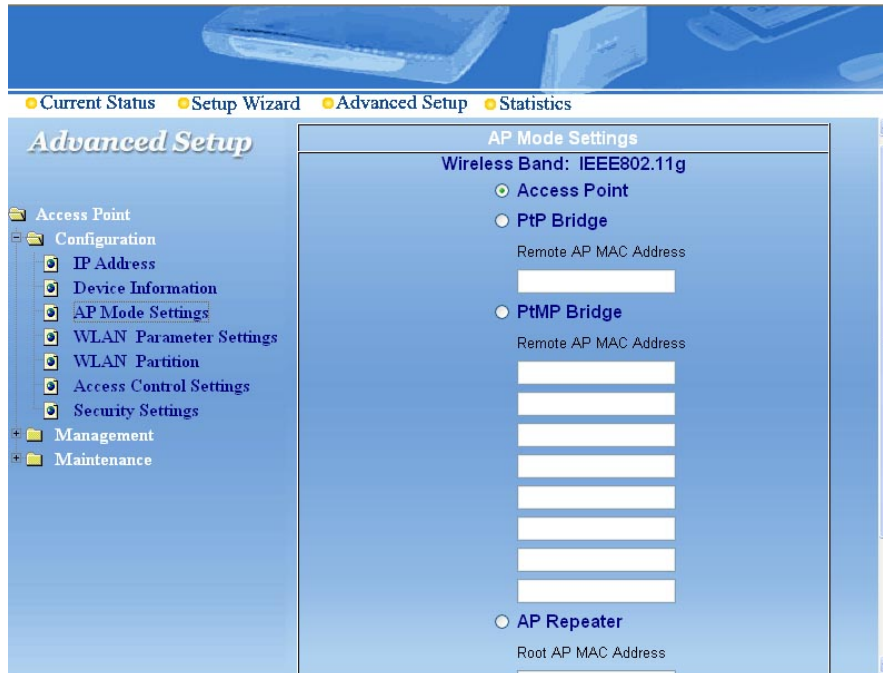 Current Status Setup Wizard Advanced Setup Statistics
Advanced Setup
Access Point
Configuration
IP Address
Device Information
AP Mode Settings
WLAN Parameter Settings
WLAN Partition
Access Control Settings
Security Settings
Management
Maintenance
AP Mode Settings
Wireless Band: IEEE802.11g
Access Point
PtP Bridge
Remote AP MAC Address
PtMP Bridge
Remote AP MAC Address
AP Repeater
Root AP MAC Address